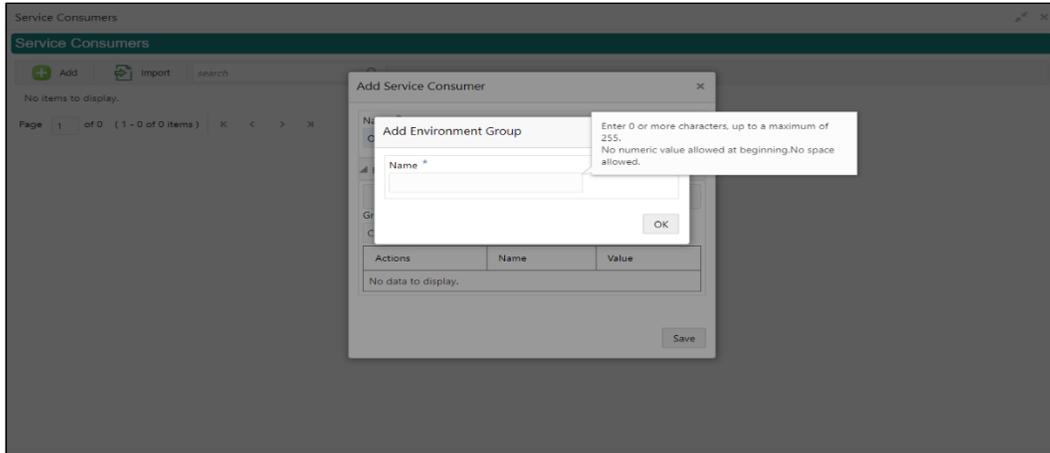 Service Consumers
Service Consumers
Add Import search
No items to display.
Page 1 of 0 (1 - 0 of 0 items)
Add Service Consumer
Add Environment Group
Name *
Enter 0 or more characters, up to a maximum of
255.
No numeric value allowed at beginning.No space
allowed.
OK
Actions Name Value
No data to display.
Save